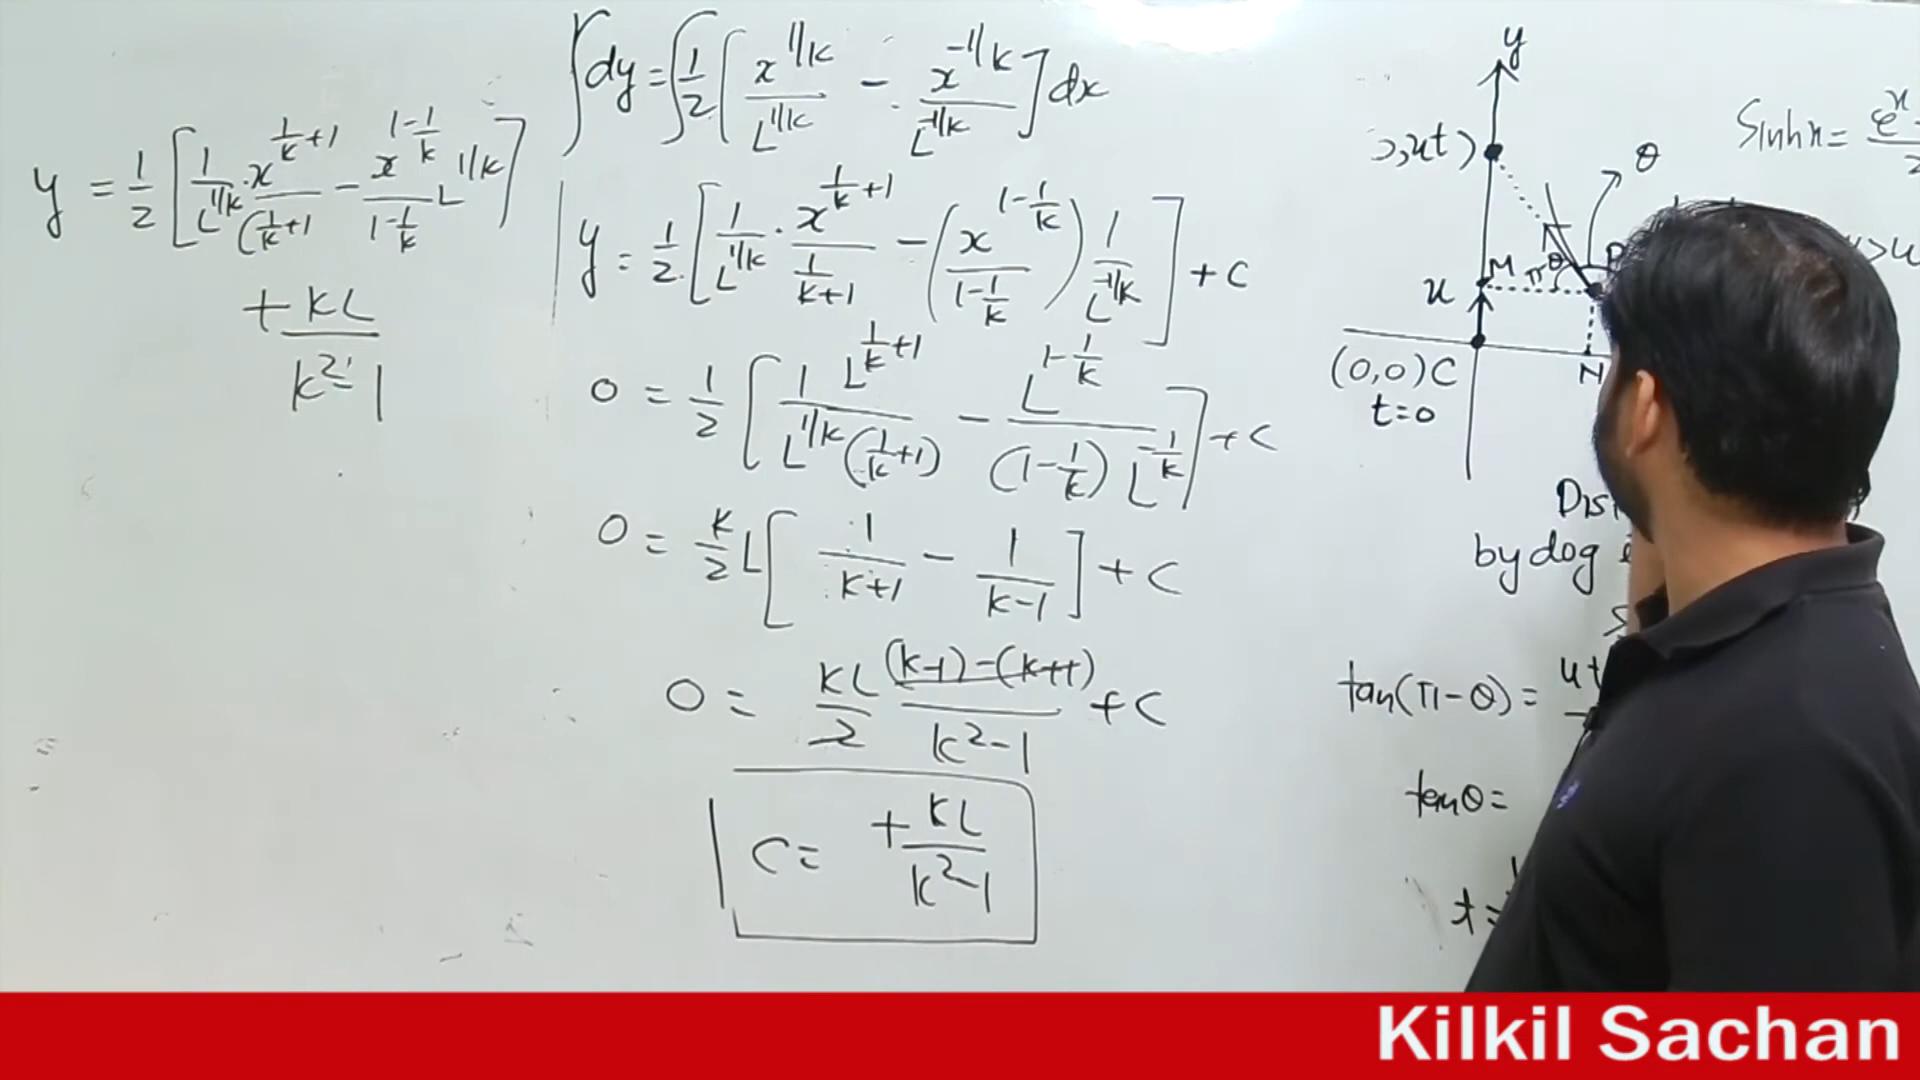 y = 1/2 [ 1/L^(1/k) · x^(1/k+1)/(1/k+1) - x^(1-1/k)/(1-1/k) L^(1/k) ]
+ kL/(k²-1)
∫dy = ∫1/2 [ x^(1/k)/L^(1/k) - x^(-1/k)/L^(-1/k) ] dx
y = 1/2 [ 1/L^(1/k) · x^(1/k+1)/(1/k+1) - (x^(1-1/k)/(1-1/k)) 1/L^(-1/k) ] + C
0 = 1/2 [ 1 L^(1/k+1)/(L^(1/k) (1/k+1)) - L^(1-1/k)/((1-1/k) L^(-1/k)) ] + C
0 = k/2 L [ 1/(k+1) - 1/(k-1) ] + C
0 = kL/2 ((k-1)-(k+1))/(k²-1) + C
C = + kL/(k²-1)
y
,ut)
θ
M
π θ
P
u
(0,0) C
t=0
N
Sinhx = e^x
>u
by dog
tan(π-θ) = ut
tanθ =
t =
Kilkil Sachan